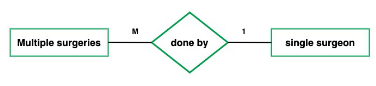 Multiple surgeries
M
done by
1
single surgeon